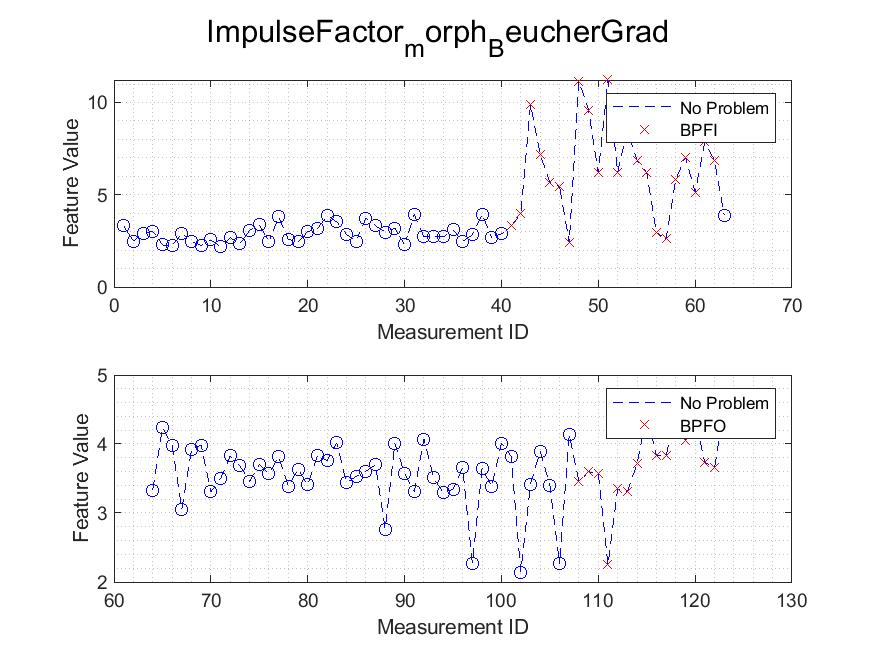 ImpulseFactor_morph_BeucherGrad
10
5
0
Feature Value
No Problem
BPFI
0 10 20 30 40 50 60 70
Measurement ID
5
4
3
2
Feature Value
No Problem
BPFO
60 70 80 90 100 110 120 130
Measurement ID